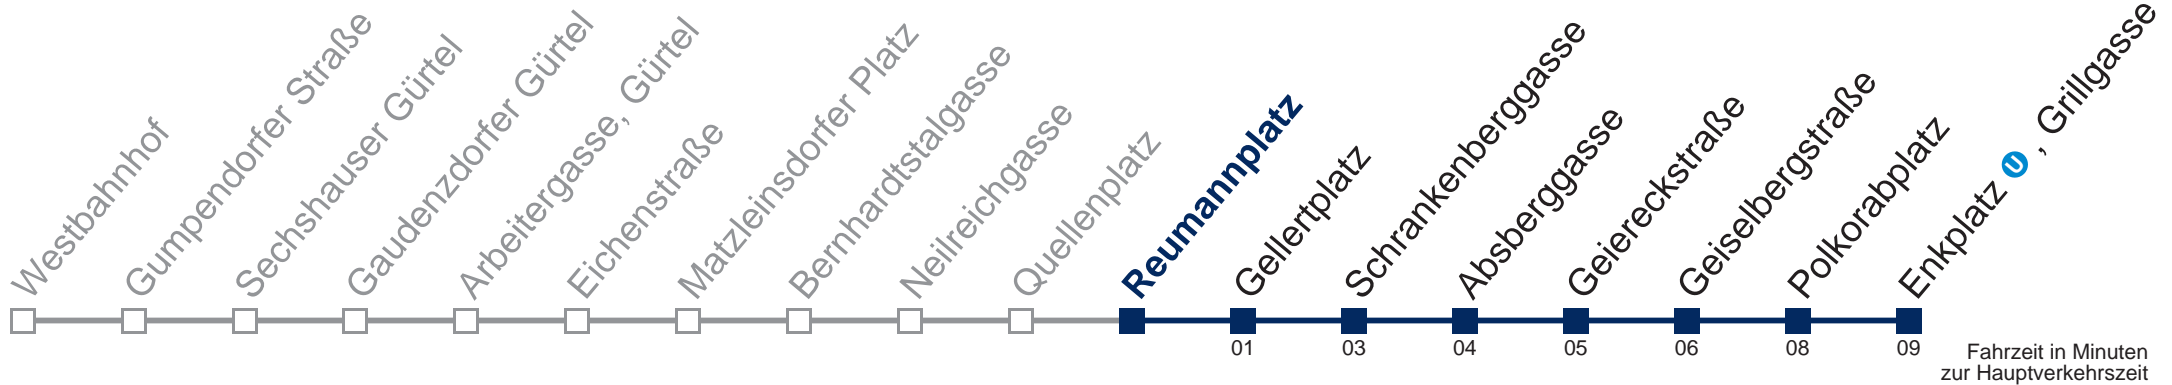 Westbahnhof
Gumpendorfer Straße
Sechshauser Gürtel
Gaudenzdorfer Gürtel
Arbeitergasse, Gürtel
Eichenstraße
Matzleinsdorfer Platz
Bernhardtstalgasse
Neilreichgasse
Quellenplatz
Reumannplatz
Gellertplatz
Schrankenberggasse
Absberggasse
Geiereckstraße
Geiselbergstraße
Polkorabplatz
Enkplatz U , Grillgasse
01 03 04 05 06 08 09
Fahrzeit in Minuten
zur Hauptverkehrszeit